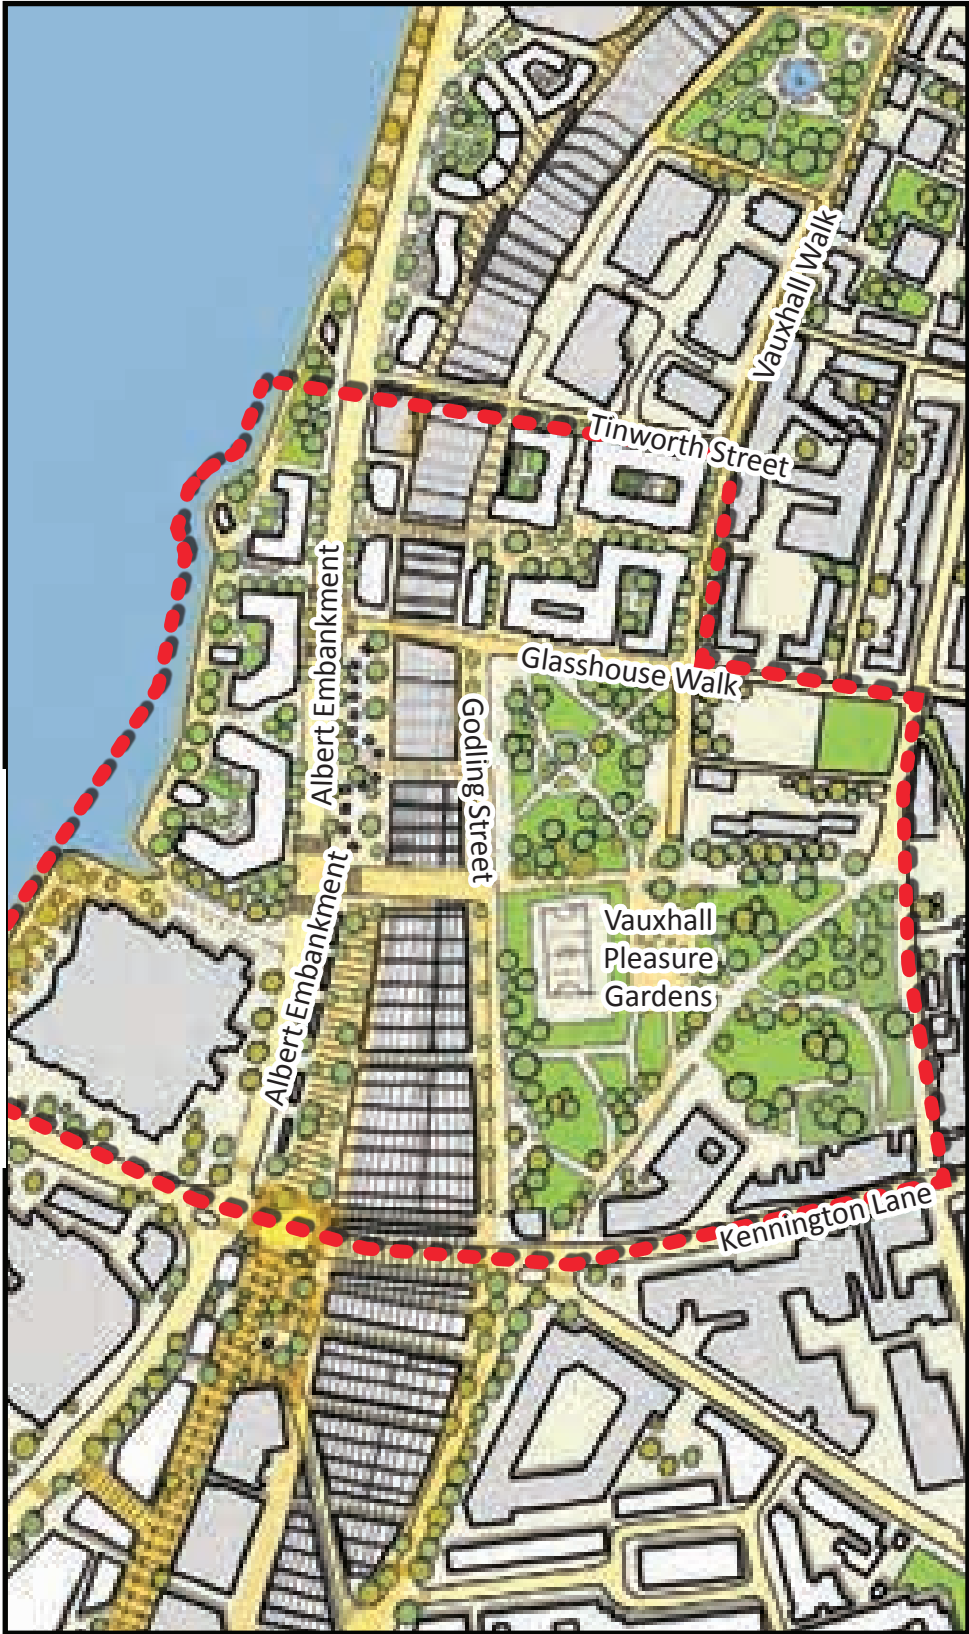 Vauxhall Walk
Tinworth Street
Albert Embankment
Glasshouse Walk
Godling Street
Albert Embankment
Vauxhall
Pleasure
Gardens
Kennington Lane